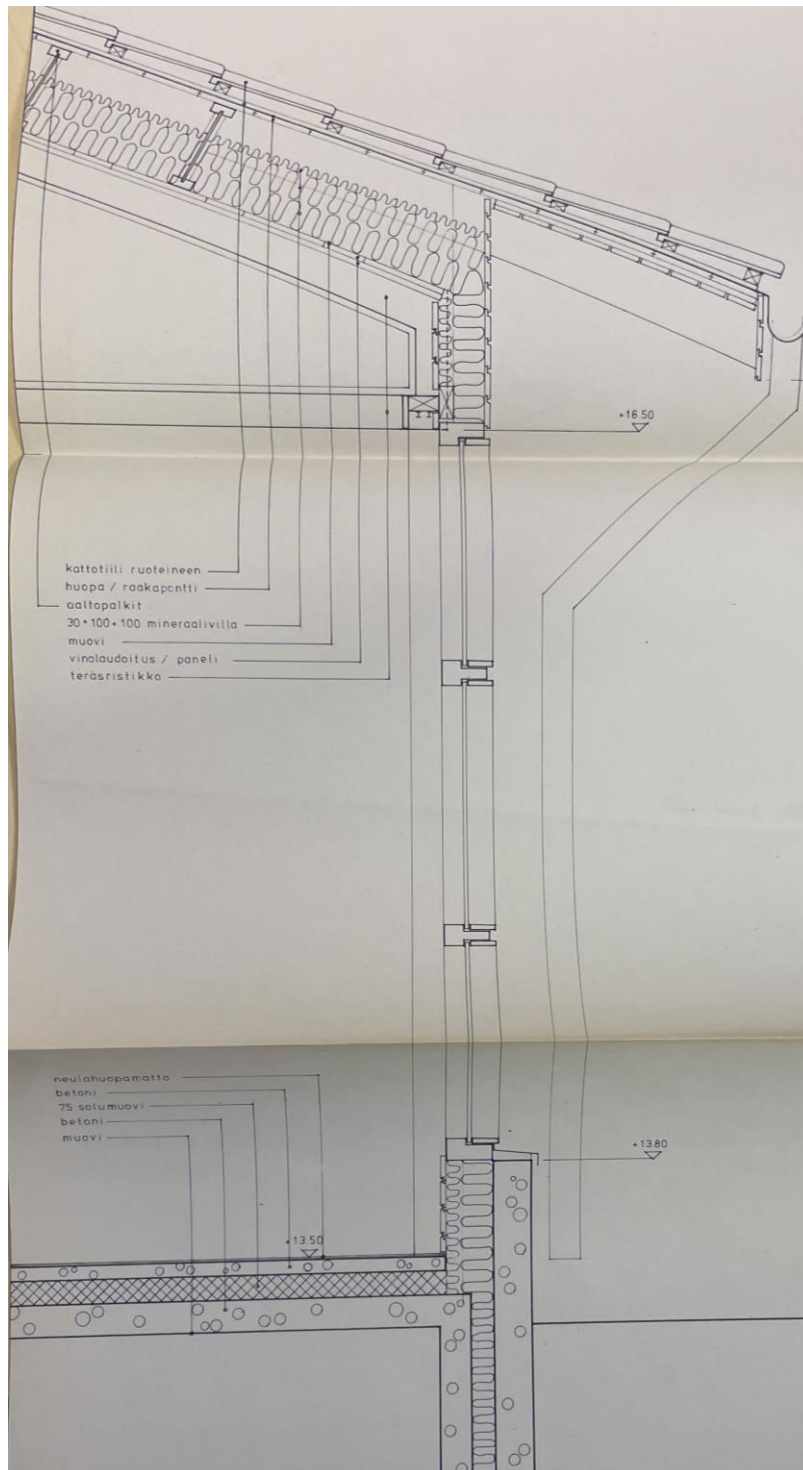 +16.50
kattotiili ruoteineen
huopa / raakapontti
aaltopalkit
30+100+100 mineraalivilla
muovi
vinolaudoitus / paneli
teräsristikko
neulahuopamatto
betoni
75 solumuovi
betoni
muovi
+13.80
+13.50